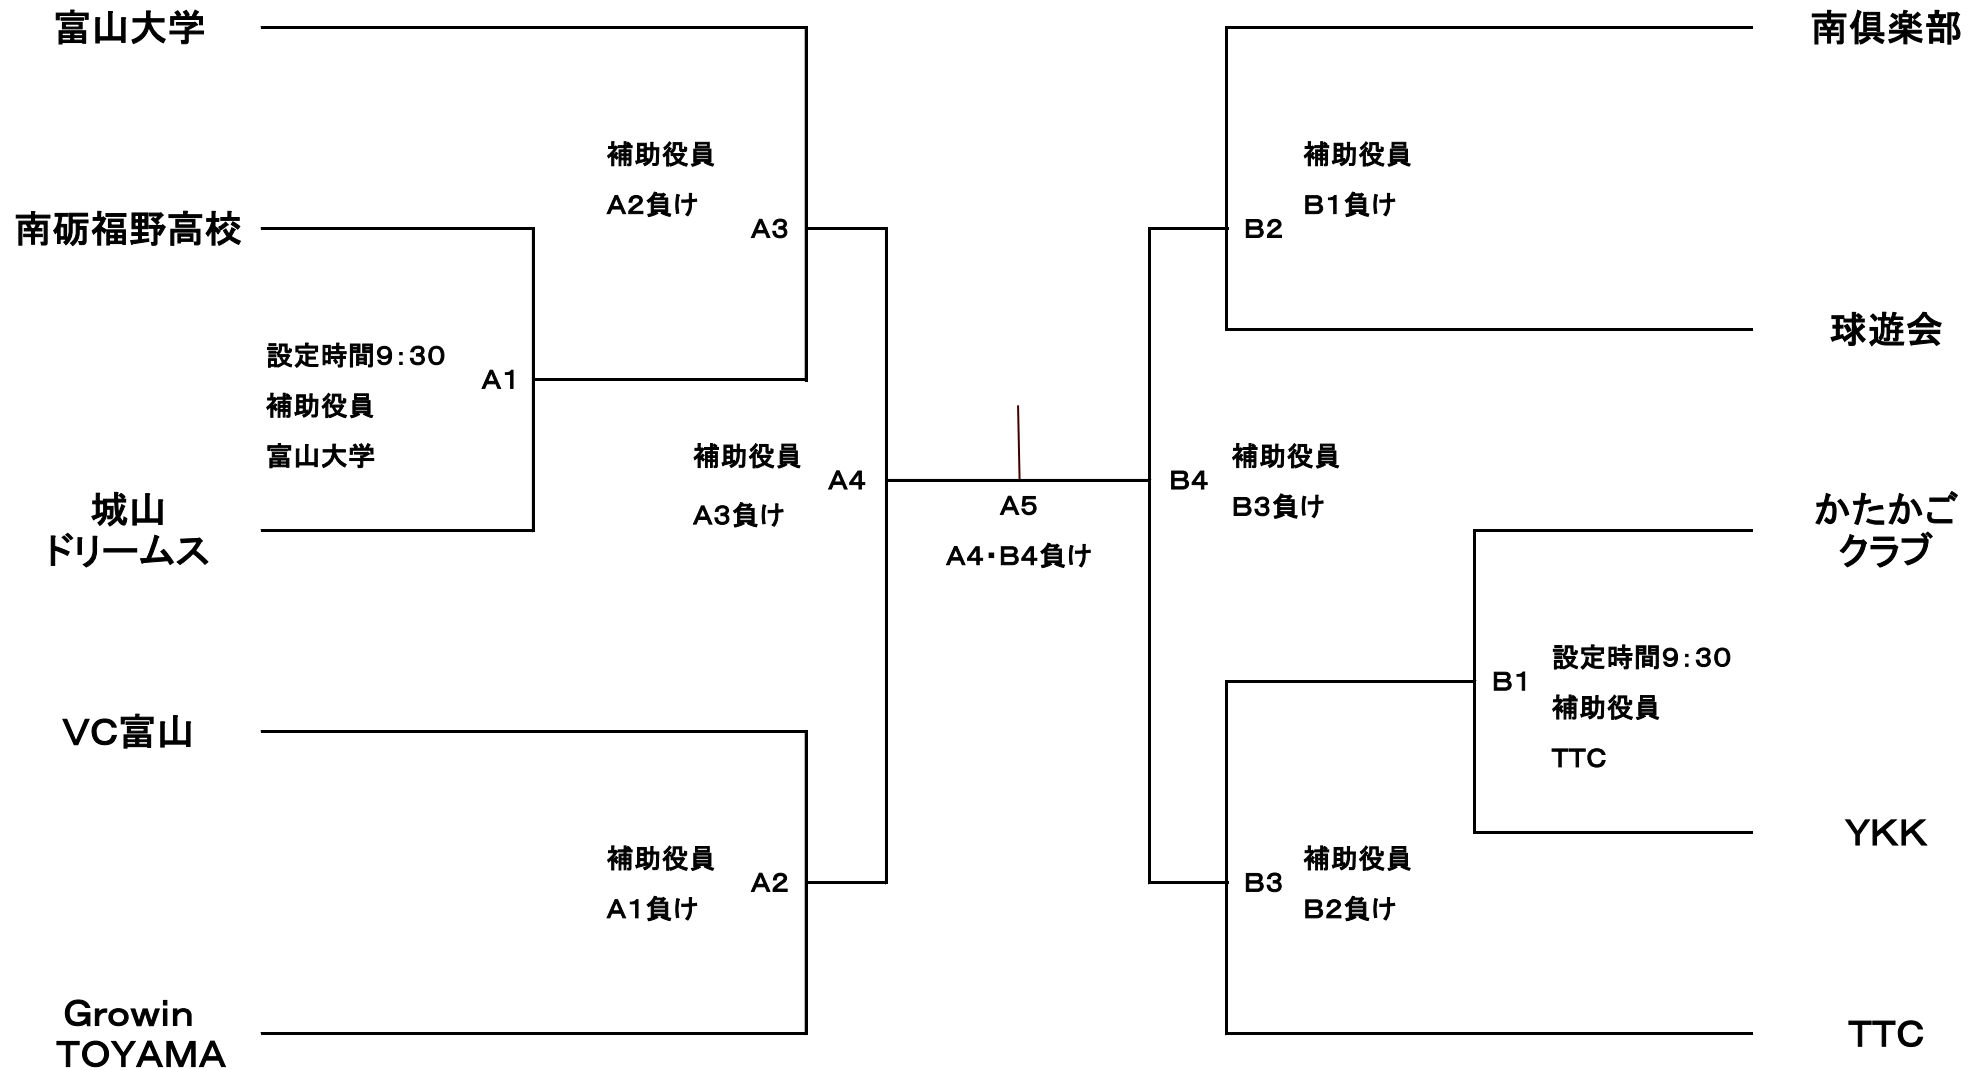 富山大学
南砺福野高校
城山
ドリームス
VC富山
Growin
TOYAMA
設定時間9:30
補助役員
富山大学
A1
補助役員
A2負け
A3
補助役員
A3負け
A4
補助役員
A1負け
A2
A5
A4・B4負け
B2
補助役員
B1負け
B4
補助役員
B3負け
B1
設定時間9:30
補助役員
TTC
B3
補助役員
B2負け
南倶楽部
球遊会
かたかご
クラブ
YKK
TTC